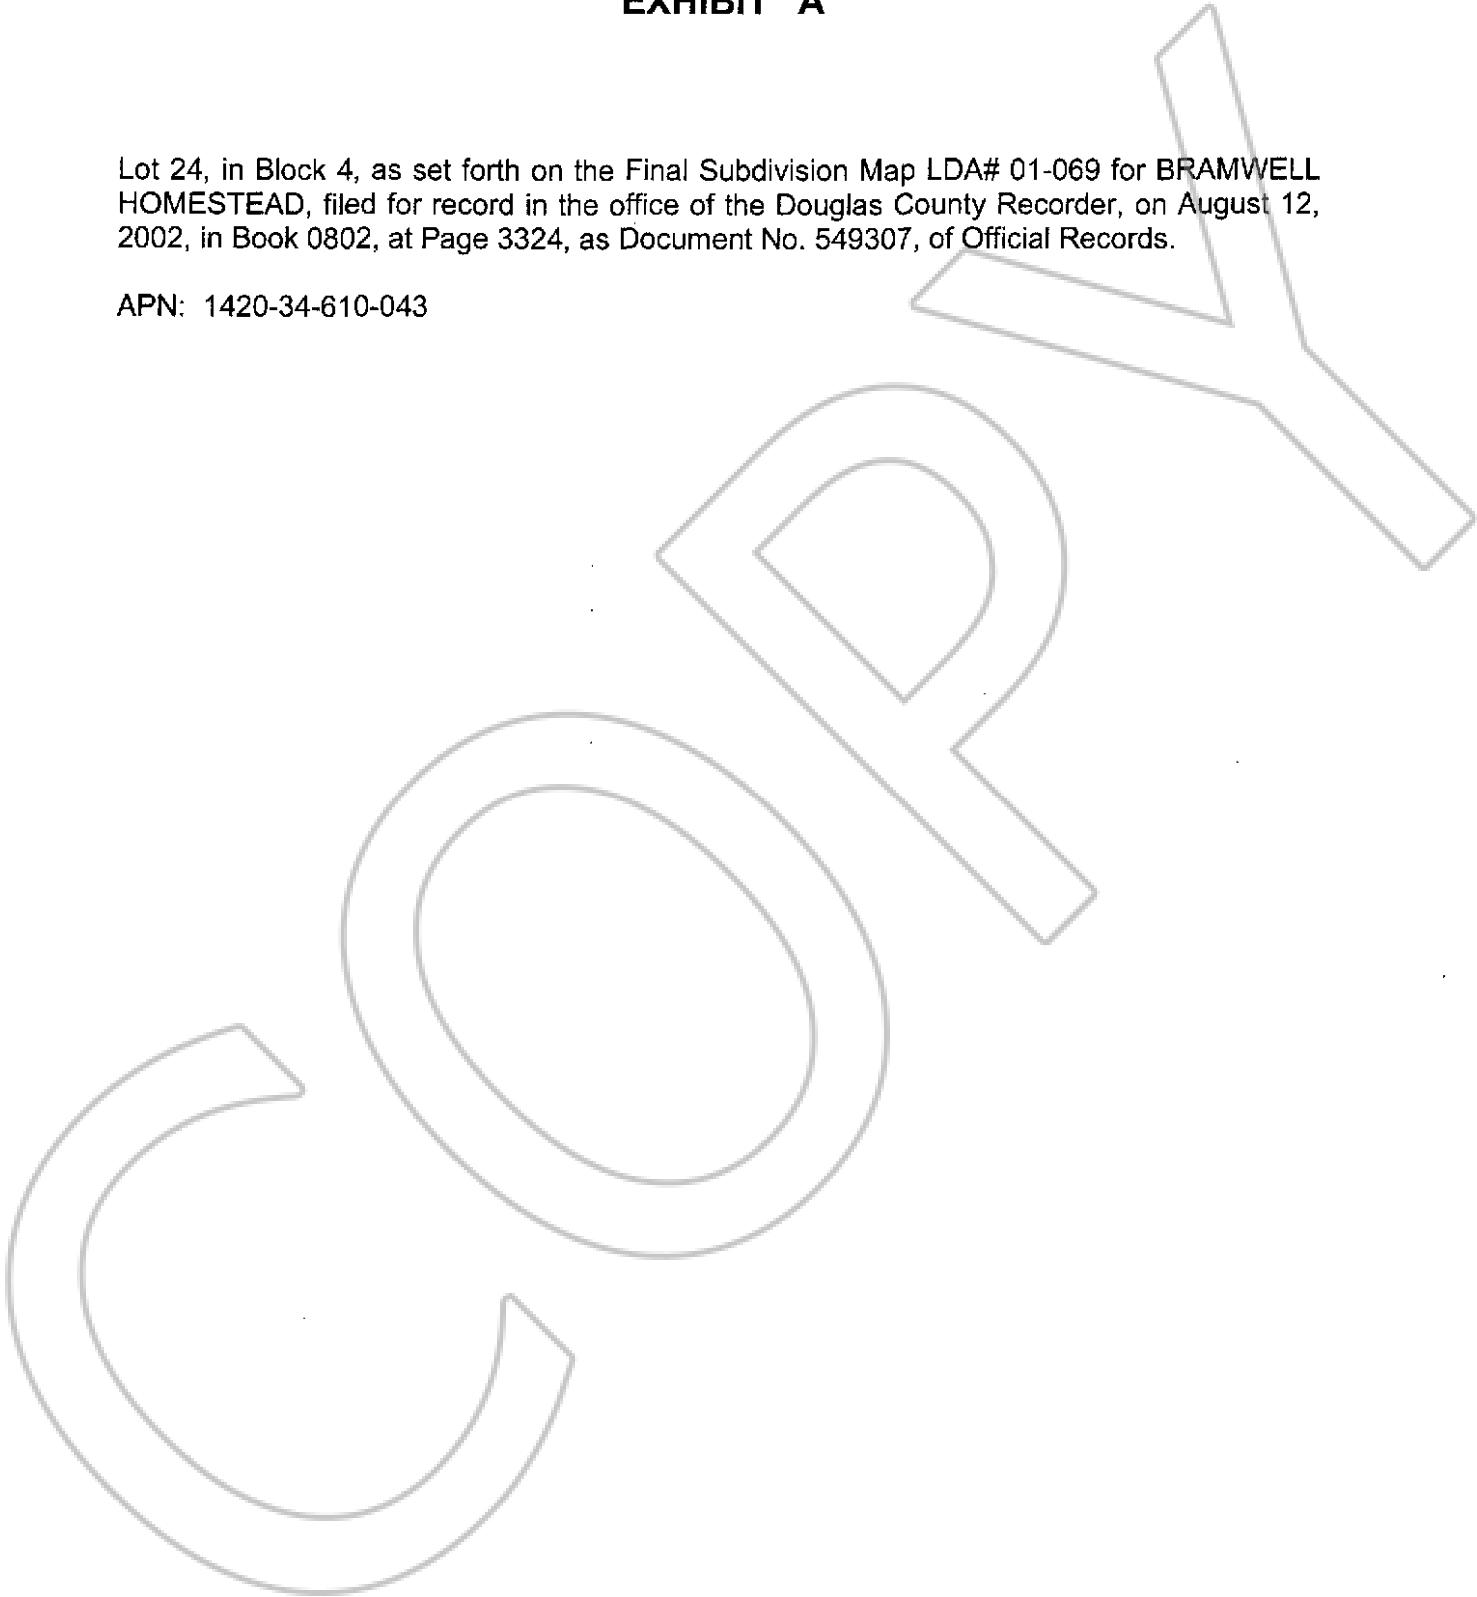 EXHIBIT A
Lot 24, in Block 4, as set forth on the Final Subdivision Map LDA# 01-069 for BRAMWELL
HOMESTEAD, filed for record in the office of the Douglas County Recorder, on August 12,
2002, in Book 0802, at Page 3324, as Document No. 549307, of Official Records.
APN: 1420-34-610-043
COPY